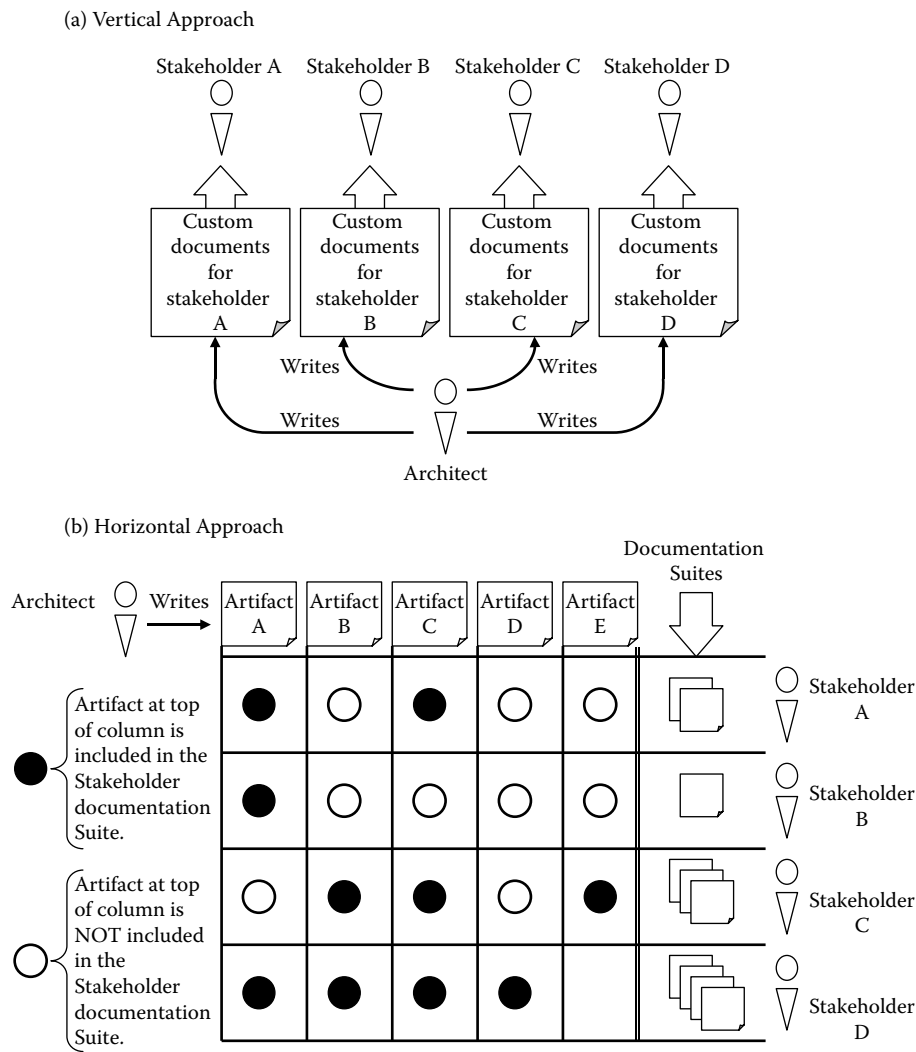 (a) Vertical Approach
Stakeholder A
Stakeholder B
Stakeholder C
Stakeholder D
Custom
documents
for
stakeholder
A
Custom
documents
for
stakeholder
B
Custom
documents
for
stakeholder
C
Custom
documents
for
stakeholder
D
Writes
Writes
Writes
Writes
Architect
(b) Horizontal Approach
Documentation
Suites
Architect
Writes
Artifact
A
Artifact
B
Artifact
C
Artifact
D
Artifact
E
Artifact at top
of column is
included in the
Stakeholder
documentation
Suite.
Artifact at top
of column is
NOT included
in the
Stakeholder
documentation
Suite.
Stakeholder
A
Stakeholder
B
Stakeholder
C
Stakeholder
D